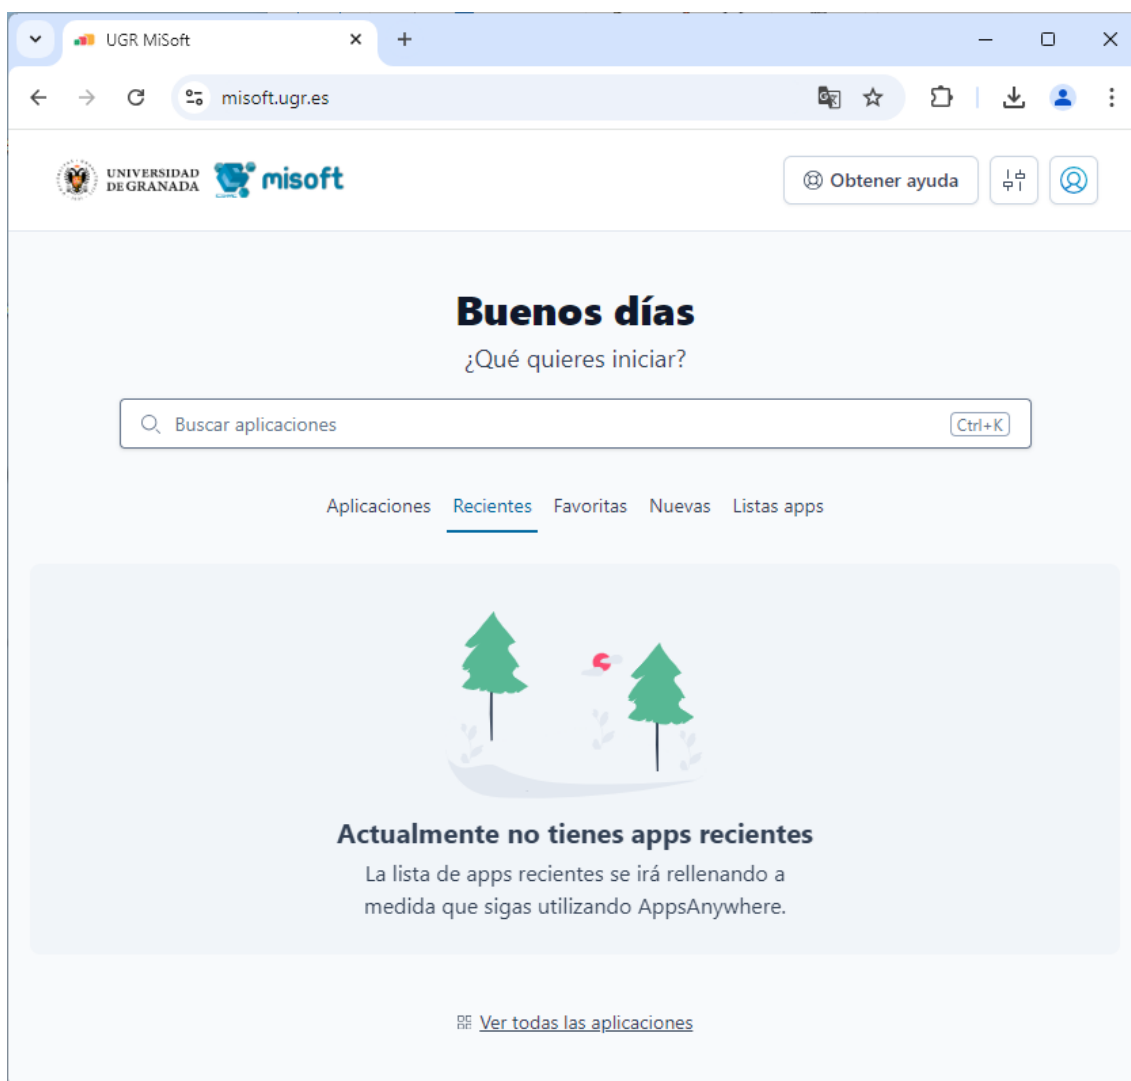 UGR MiSoft
misoft.ugr.es
UNIVERSIDAD
DE GRANADA
misoft
Obtener ayuda
Buenos días
¿Qué quieres iniciar?
Buscar aplicaciones
Ctrl+K
Aplicaciones Recientes Favoritas Nuevas Listas apps
Actualmente no tienes apps recientes
La lista de apps recientes se irá rellenando a
medida que sigas utilizando AppsAnywhere.
Ver todas las aplicaciones